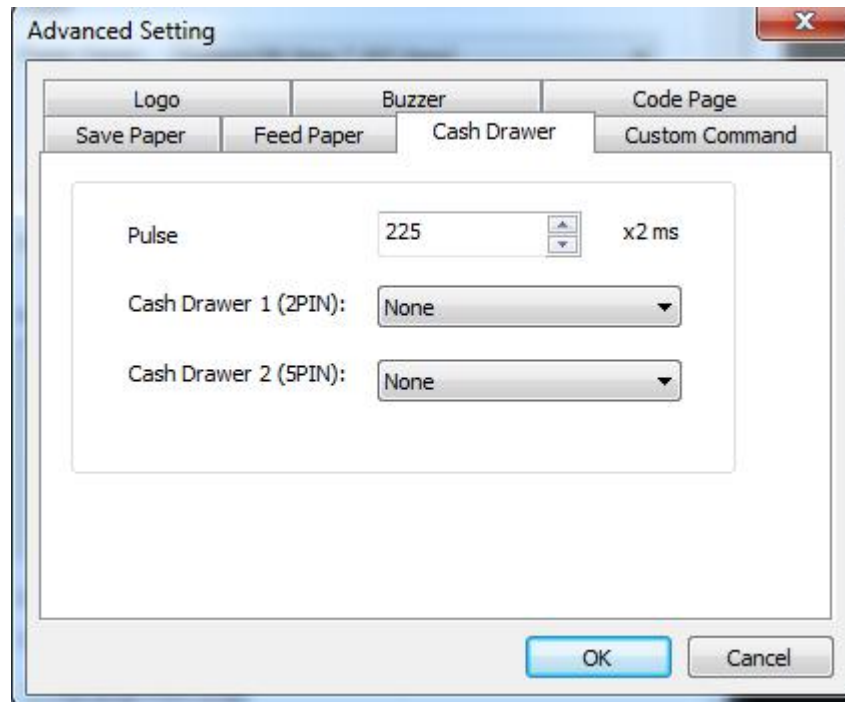 Advanced Setting
Logo Buzzer Code Page
Save Paper Feed Paper Cash Drawer Custom Command
Pulse 225 x2 ms
Cash Drawer 1 (2PIN): None
Cash Drawer 2 (5PIN): None
OK Cancel